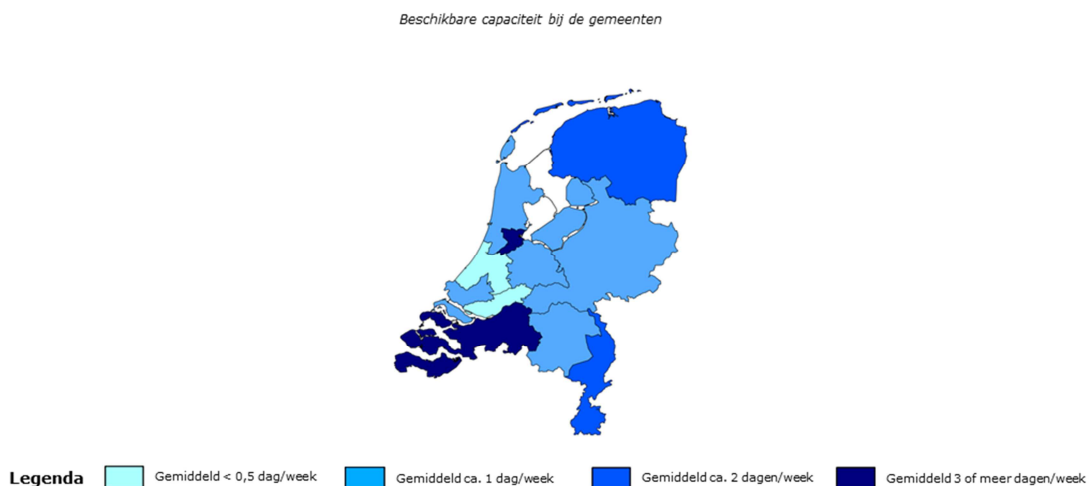 Beschikbare capaciteit bij de gemeenten
Legenda Gemiddeld < 0,5 dag/week Gemiddeld ca. 1 dag/week Gemiddeld ca. 2 dagen/week Gemiddeld 3 of meer dagen/week